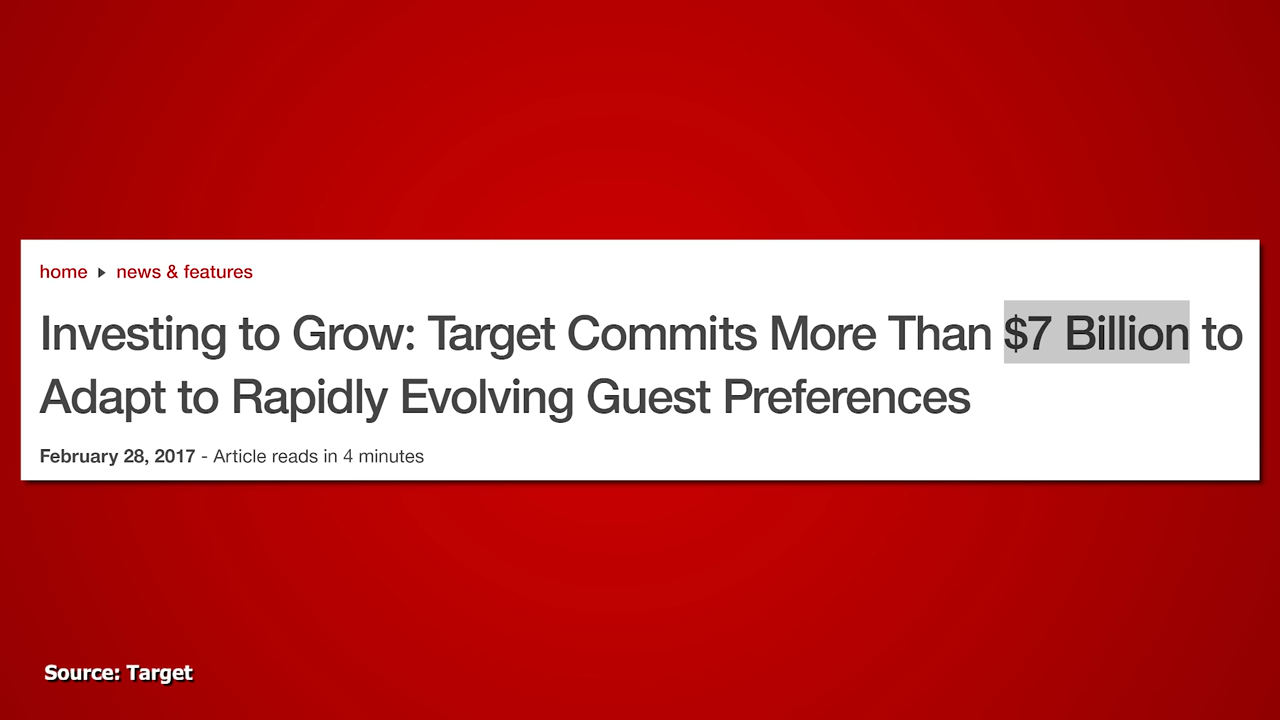 home ▸ news & features
Investing to Grow: Target Commits More Than $7 Billion to
Adapt to Rapidly Evolving Guest Preferences
February 28, 2017 - Article reads in 4 minutes
Source: Target